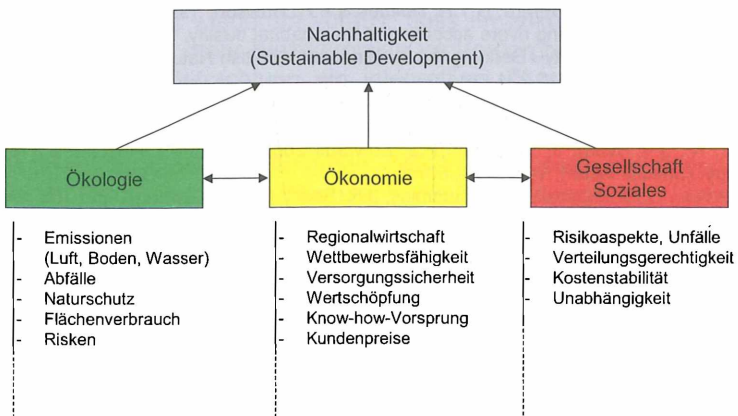 Nachhaltigkeit
(Sustainable Development)
Ökologie
Ökonomie
Gesellschaft
Soziales
- Emissionen
(Luft, Boden, Wasser)
- Abfälle
- Naturschutz
- Flächenverbrauch
- Risken
- Regionalwirtschaft
- Wettbewerbsfähigkeit
- Versorgungssicherheit
- Wertschöpfung
- Know-how-Vorsprung
- Kundenpreise
- Risikoaspekte, Unfälle
- Verteilungsgerechtigkeit
- Kostenstabilität
- Unabhängigkeit